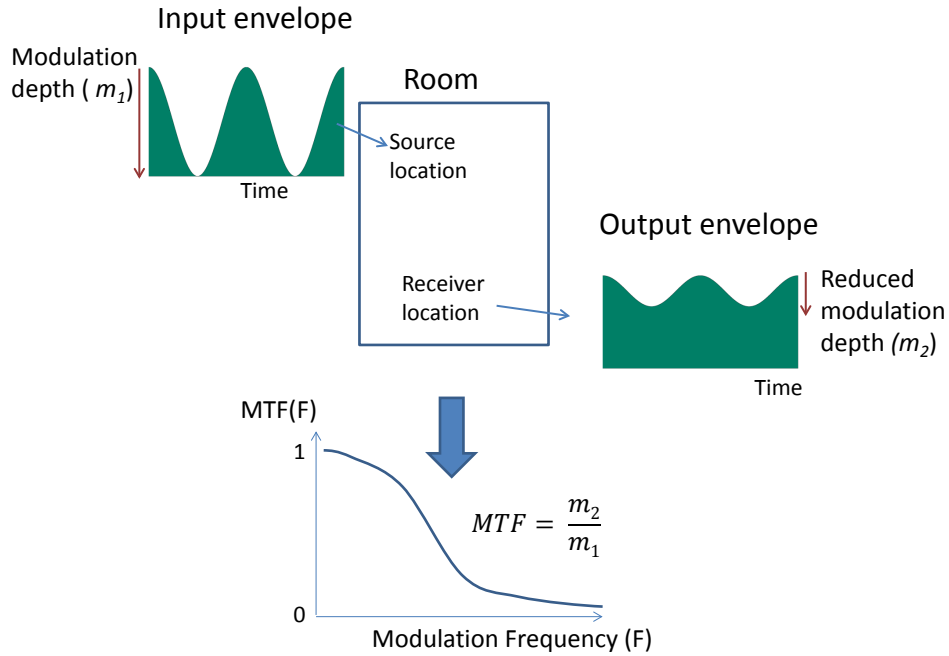 Input envelope
Modulation
depth ( m₁)
Time
Room
Source
location
Receiver
location
Output envelope
Reduced
modulation
depth (m₂)
Time
MTF(F)
1
0
MTF = m₂/m₁
Modulation Frequency (F)